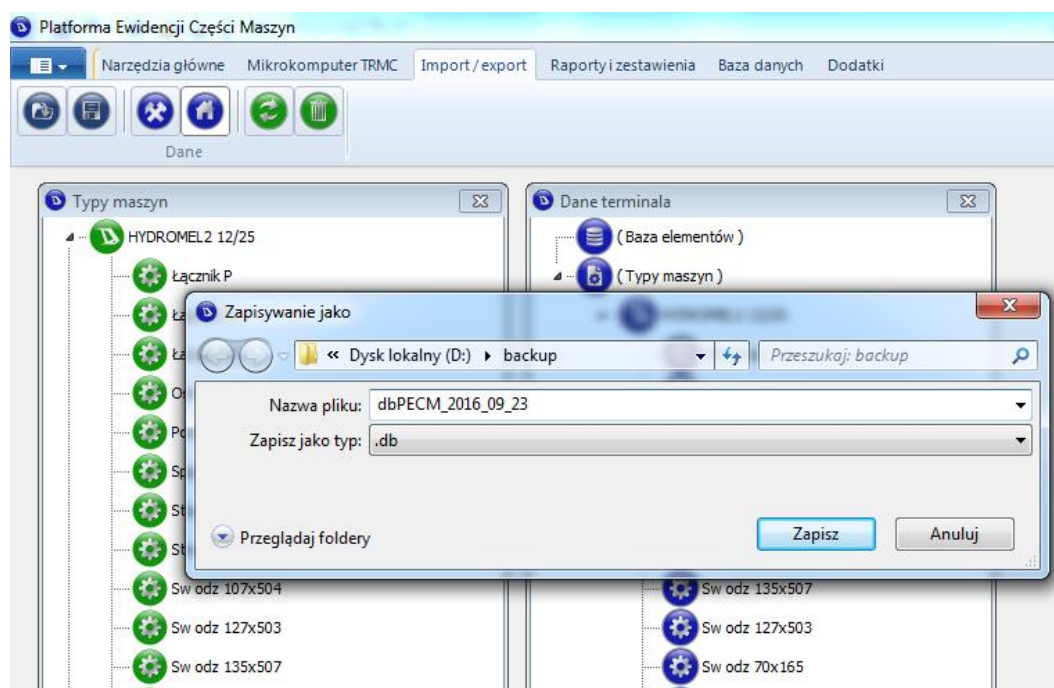 Platforma Ewidencji Części Maszyn
Narzędzia główne Mikrokomputer TRMC Import / export Raporty i zestawienia Baza danych Dodatki
Dane
Typy maszyn
HYDROMEL2 12/25
Łącznik P
Sw odz 107x504
Sw odz 127x503
Sw odz 135x507
Dane terminala
( Baza elementów )
( Typy maszyn )
Sw odz 135x507
Sw odz 127x503
Sw odz 70x165
Zapisywanie jako
« Dysk lokalny (D:) backup
Przeszukaj: backup
Nazwa pliku: dbPECM_2016_09_23
Zapisz jako typ: .db
Przeglądaj foldery
Zapisz Anuluj